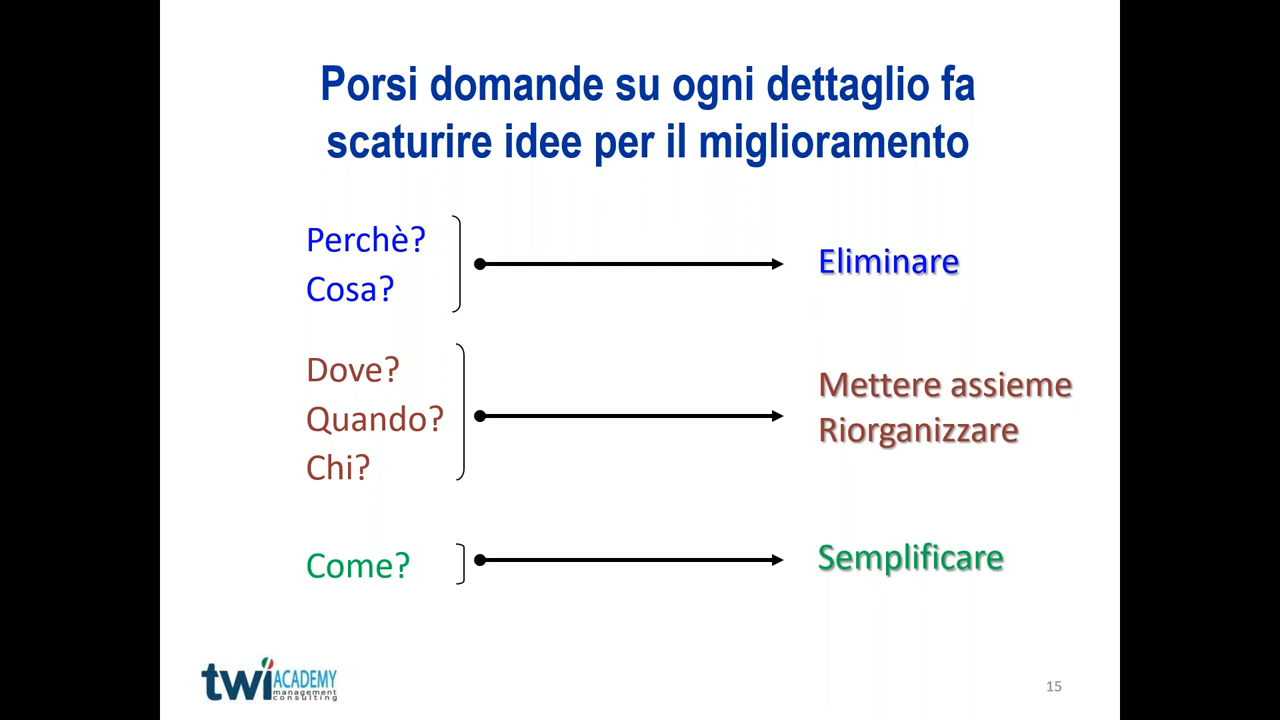 Porsi domande su ogni dettaglio fa
scaturire idee per il miglioramento
Perchè?
Cosa?
Eliminare
Dove?
Quando?
Chi?
Mettere assieme
Riorganizzare
Come?
Semplificare
twi ACADEMY
management
consulting
15